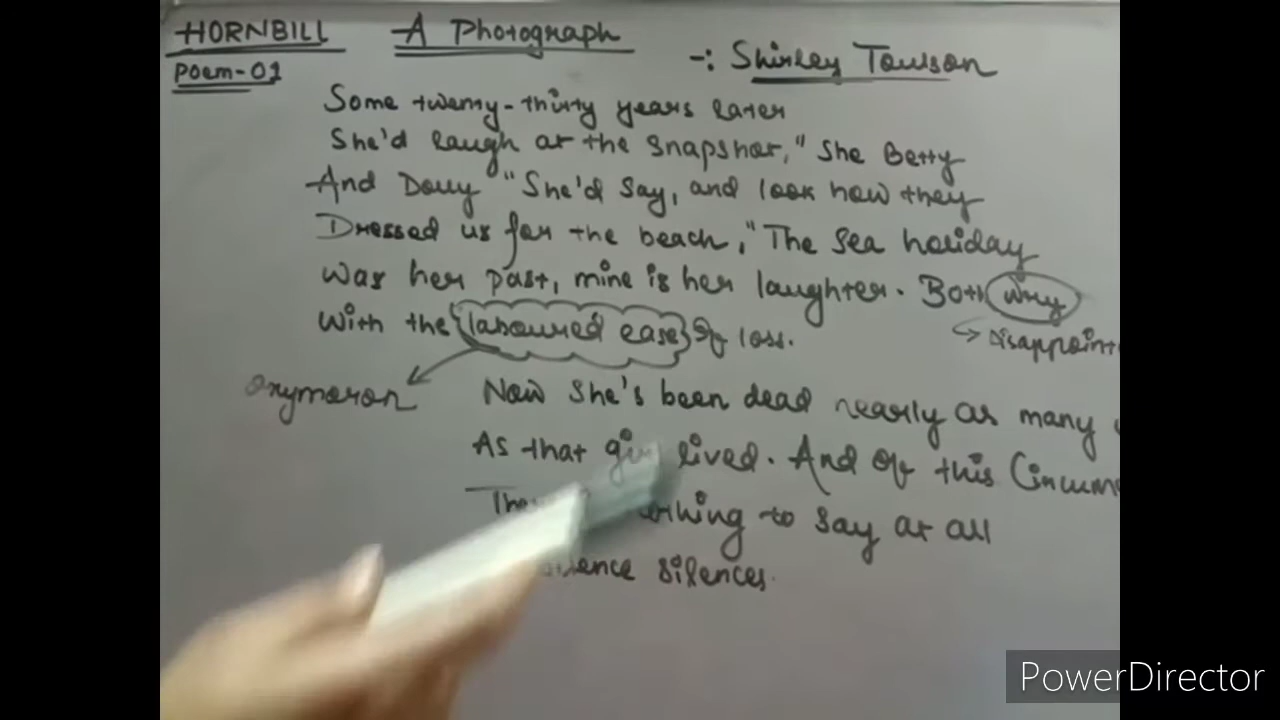 HORNBILL A Photograph
-: Shirley Toulson
Poem-01
Some twenty-thirty years later
She'd laugh at the snapshot, "She Betty
And Dolly "She'd say, and look how they
Dressed us for the beach," The sea holiday
was her past, mine is her laughter. Both wry
with the laboured ease of loss.
Disappoint
oxymoron
Now she's been dead nearly as many
As that girl lived. And of this Circums
to say at all
silences.
PowerDirector